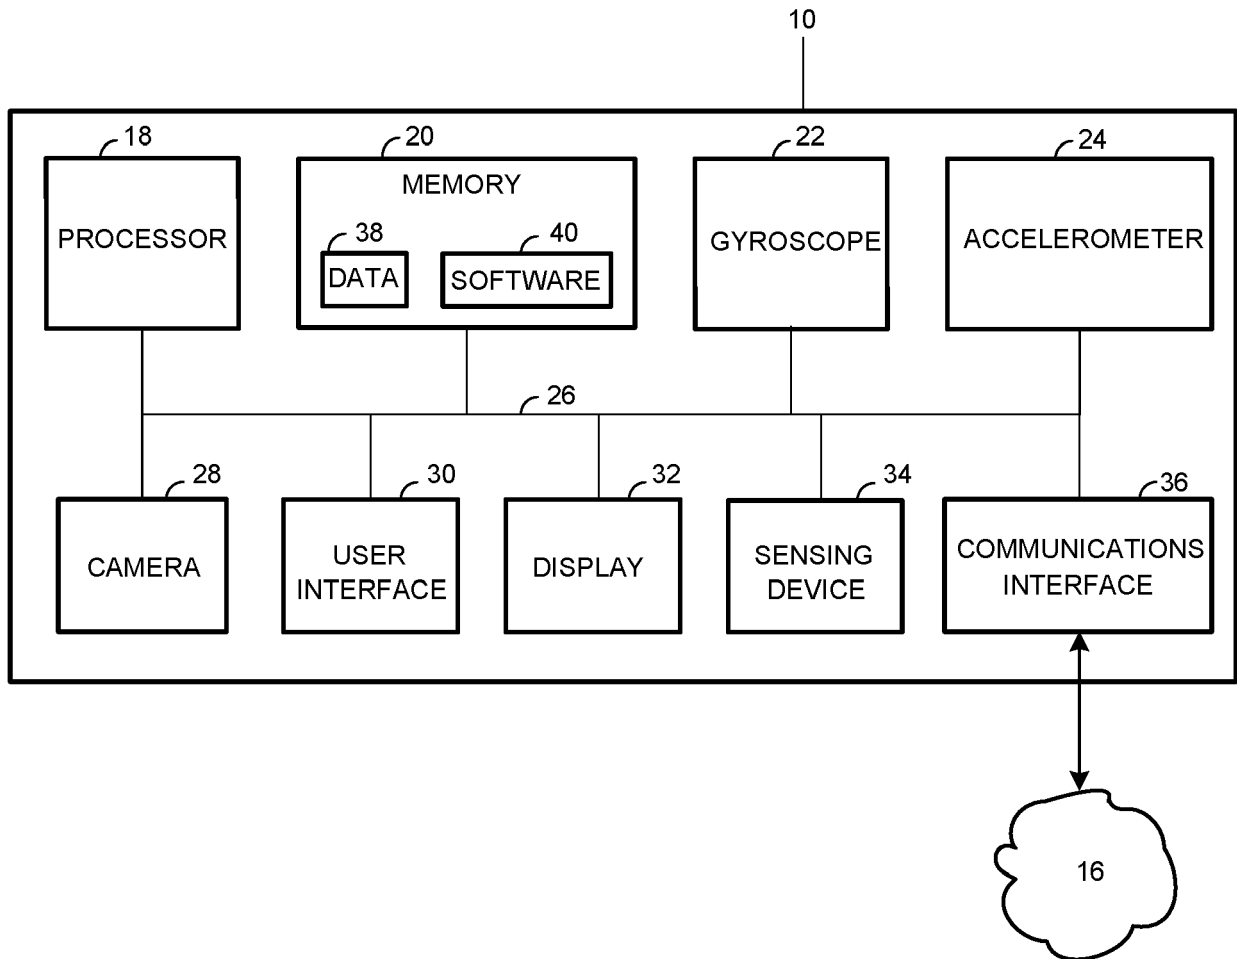 10
18
20
22
24
PROCESSOR
MEMORY
38
DATA
40
SOFTWARE
GYROSCOPE
ACCELEROMETER
26
28
30
32
34
36
CAMERA
USER
INTERFACE
DISPLAY
SENSING
DEVICE
COMMUNICATIONS
INTERFACE
16